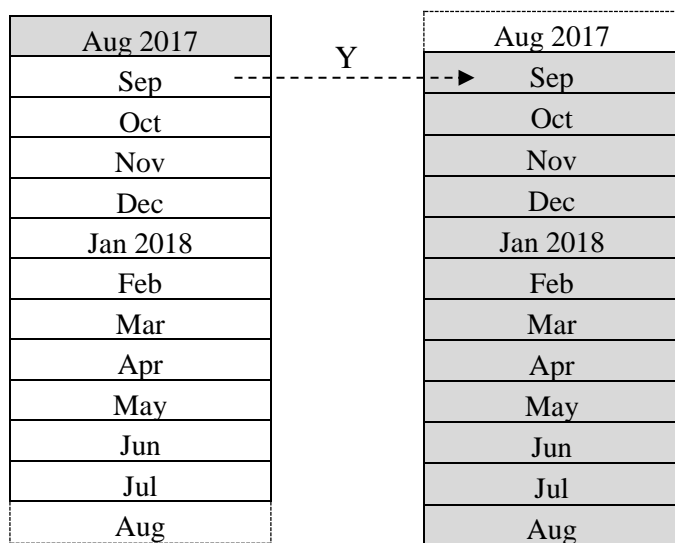 Aug 2017
Sep
Oct
Nov
Dec
Jan 2018
Feb
Mar
Apr
May
Jun
Jul
Aug
Y
Aug 2017
Sep
Oct
Nov
Dec
Jan 2018
Feb
Mar
Apr
May
Jun
Jul
Aug